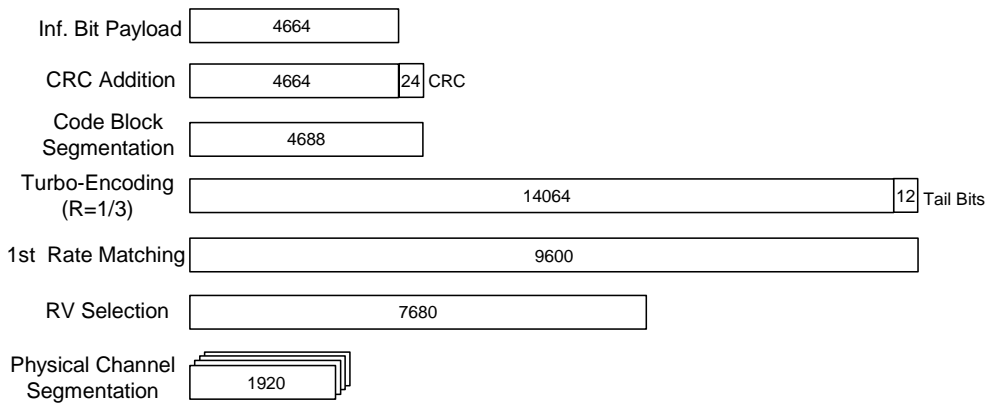 Inf. Bit Payload 4664
CRC Addition 4664 24 CRC
Code Block
Segmentation 4688
Turbo-Encoding
(R=1/3) 14064 12 Tail Bits
1st Rate Matching 9600
RV Selection 7680
Physical Channel
Segmentation 1920